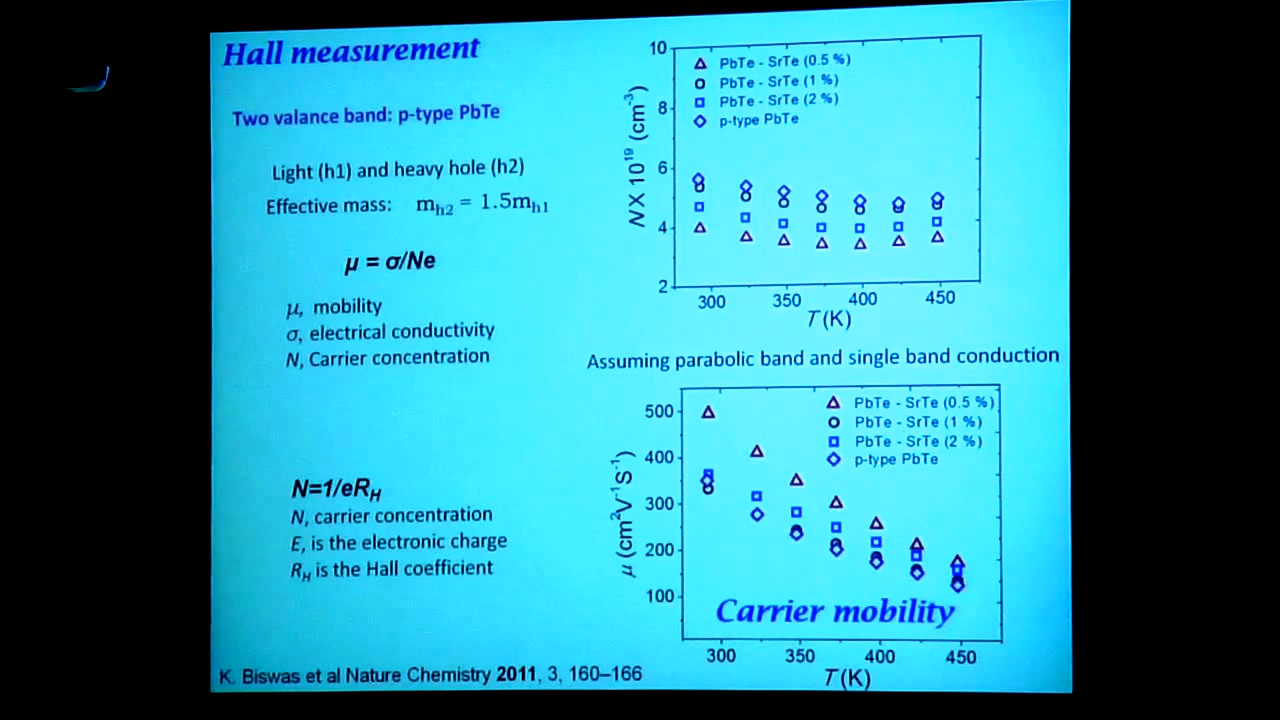 Hall measurement
Two valance band: p-type PbTe
Light (h1) and heavy hole (h2)
Effective mass: mh2 = 1.5mh1
μ = σ/Ne
μ, mobility
σ, electrical conductivity
N, Carrier concentration
N=1/eRH
N, carrier concentration
E, is the electronic charge
RH is the Hall coefficient
K. Biswas et al Nature Chemistry 2011, 3, 160–166
10
8
6
4
2
N X 10^19 (cm^-3)
PbTe - SrTe (0.5 %)
PbTe - SrTe (1 %)
PbTe - SrTe (2 %)
p-type PbTe
300 350 400 450
T (K)
Assuming parabolic band and single band conduction
500
400
300
200
100
μ (cm^2V^-1S^-1)
PbTe - SrTe (0.5 %)
PbTe - SrTe (1 %)
PbTe - SrTe (2 %)
p-type PbTe
Carrier mobility
300 350 400 450
T (K)